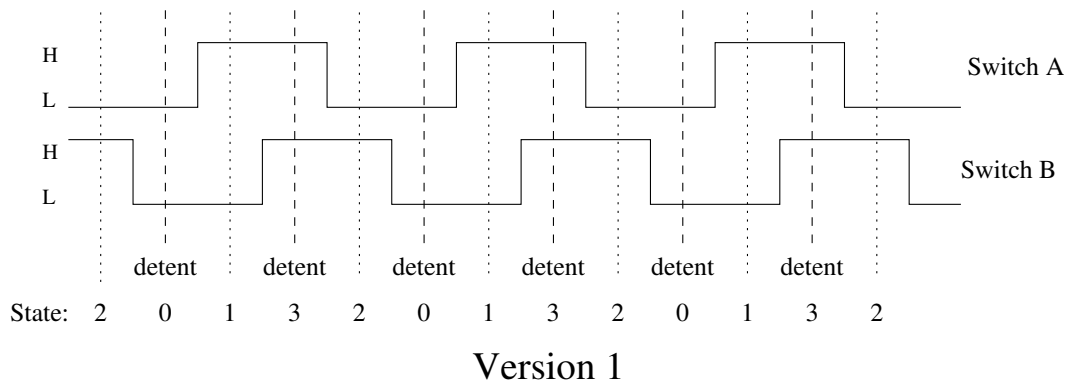 H
Switch A
L
H
Switch B
L
detent detent detent detent detent detent
State: 2 0 1 3 2 0 1 3 2 0 1 3 2
Version 1